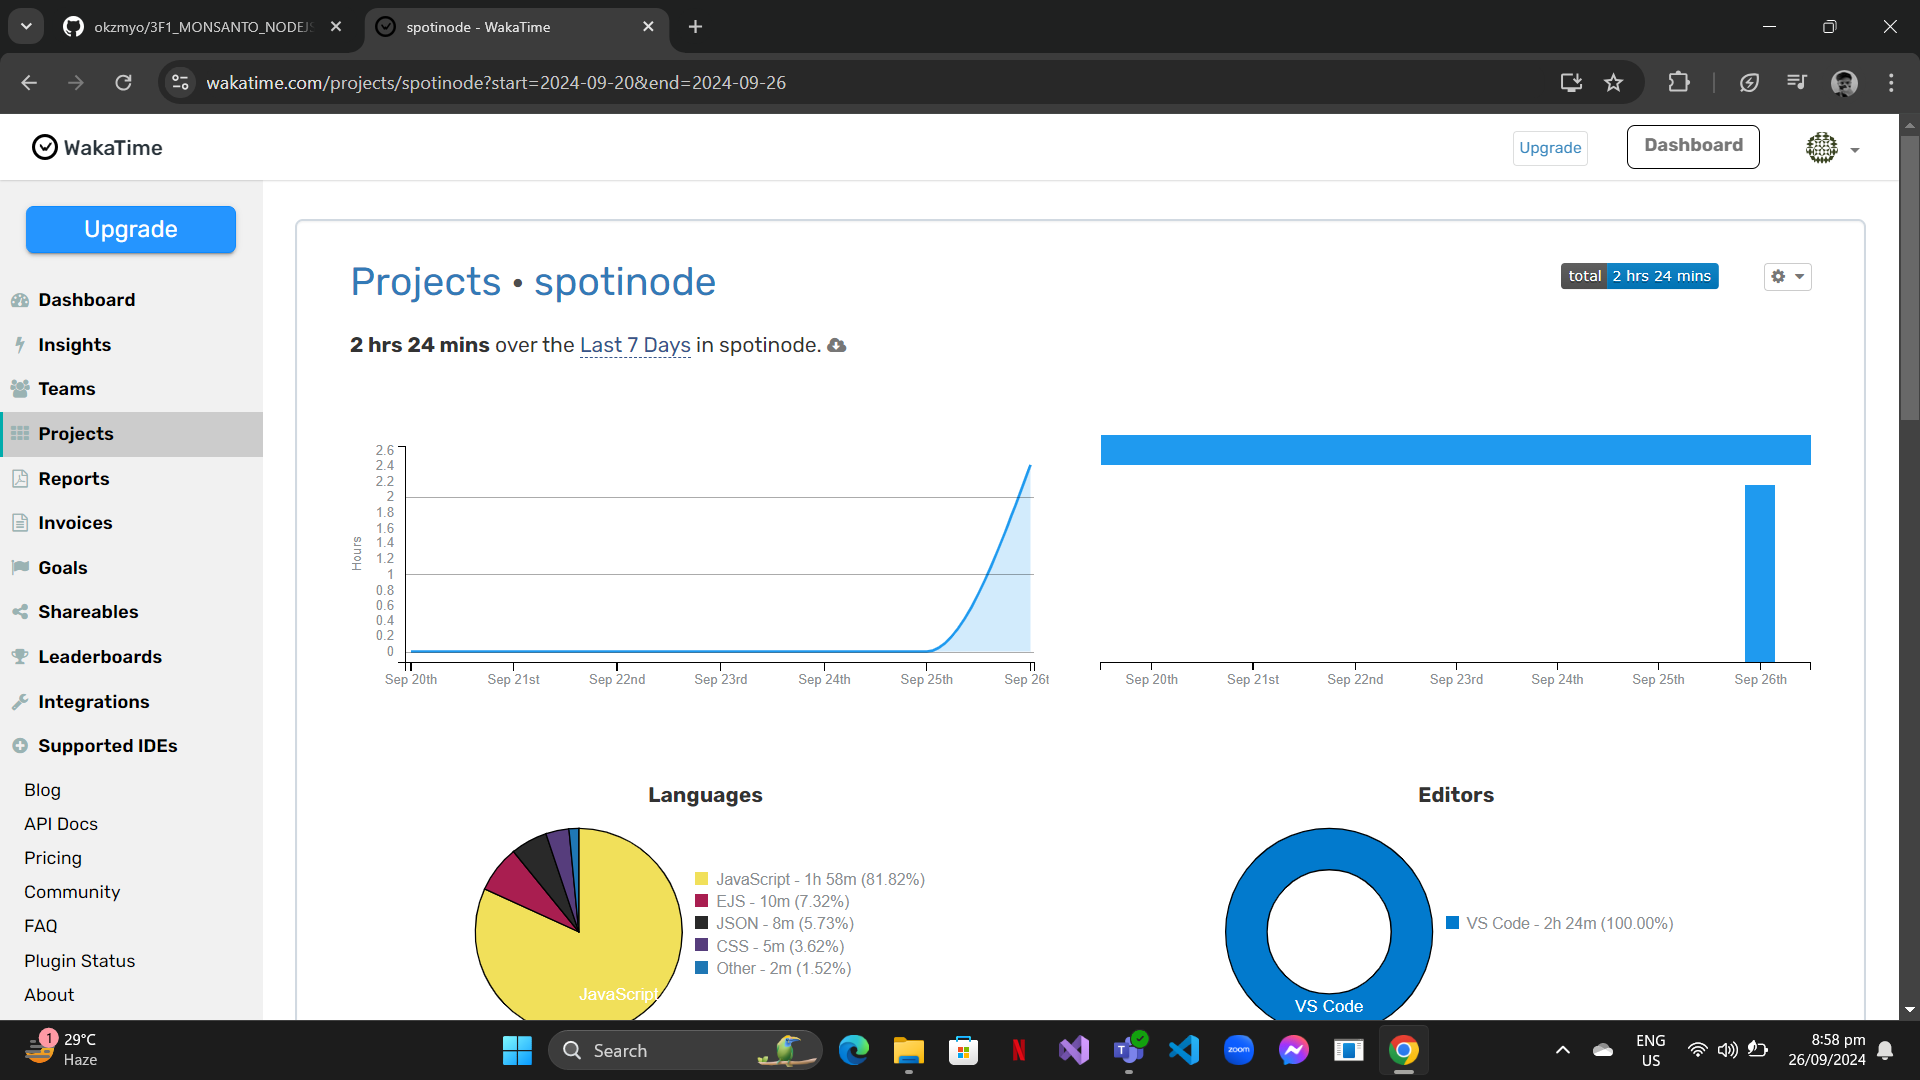 okzmyo/3F1_MONSANTO_NODEJS
spotinode - WakaTime
wakatime.com/projects/spotinode?start=2024-09-20&end=2024-09-26
WakaTime
Upgrade
Dashboard
Upgrade
Dashboard
Insights
Teams
Projects
Reports
Invoices
Goals
Shareables
Leaderboards
Integrations
Supported IDEs
Blog
API Docs
Pricing
Community
FAQ
Plugin Status
About
Projects • spotinode
total 2 hrs 24 mins
2 hrs 24 mins over the Last 7 Days in spotinode.
Hours
2.6
2.4
2.2
2
1.8
1.6
1.4
1.2
1
0.8
0.6
0.4
0.2
0
Sep 20th Sep 21st Sep 22nd Sep 23rd Sep 24th Sep 25th Sep 26t
Sep 20th Sep 21st Sep 22nd Sep 23rd Sep 24th Sep 25th Sep 26th
Languages
JavaScript - 1h 58m (81.82%)
EJS - 10m (7.32%)
JSON - 8m (5.73%)
CSS - 5m (3.62%)
Other - 2m (1.52%)
JavaScript
Editors
VS Code - 2h 24m (100.00%)
VS Code
1
29°C
Haze
Search
N
T
zoom
ENG
US
8:58 pm
26/09/2024